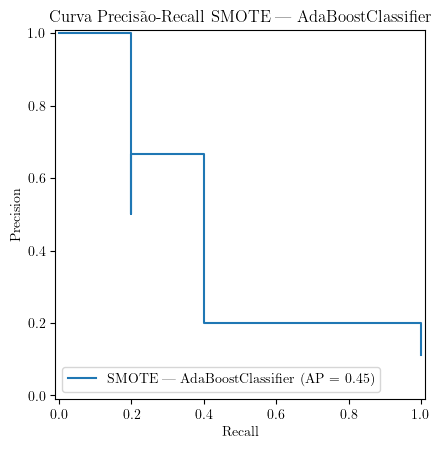 Curva Precisão-Recall SMOTE — AdaBoostClassifier
1.0
0.8
0.6
0.4
0.2
0.0
Precision
SMOTE — AdaBoostClassifier (AP = 0.45)
0.0 0.2 0.4 0.6 0.8 1.0
Recall